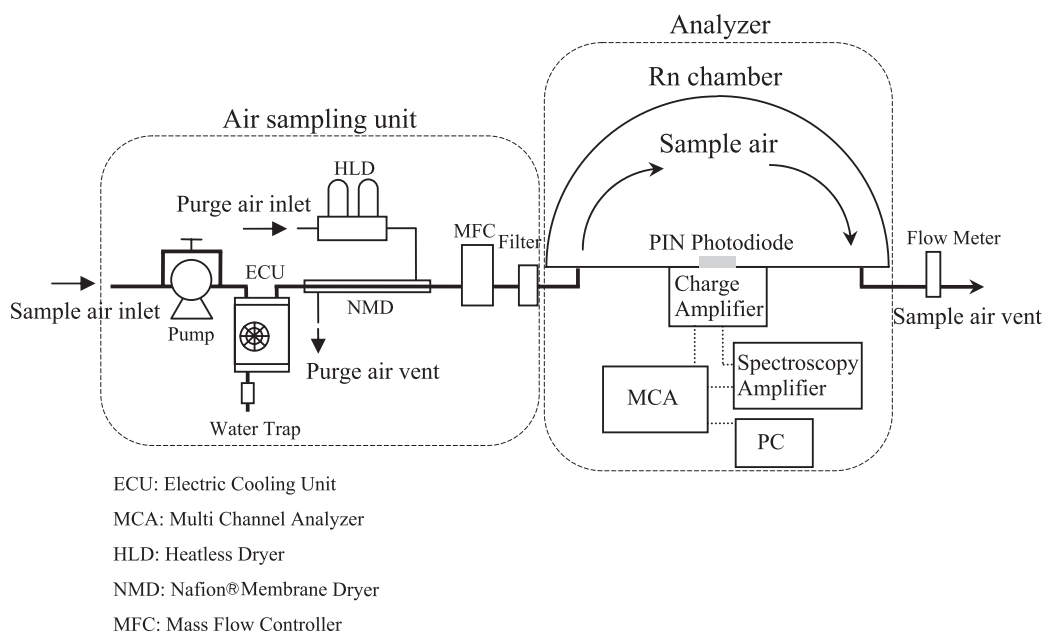 Analyzer
Rn chamber
Sample air
Air sampling unit
HLD
Purge air inlet
MFC
Filter
PIN Photodiode
Flow Meter
ECU
Charge
Amplifier
NMD
Sample air inlet
Pump
Sample air vent
Purge air vent
Spectroscopy
Amplifier
MCA
Water Trap
PC
ECU: Electric Cooling Unit
MCA: Multi Channel Analyzer
HLD: Heatless Dryer
NMD: Nafion®Membrane Dryer
MFC: Mass Flow Controller